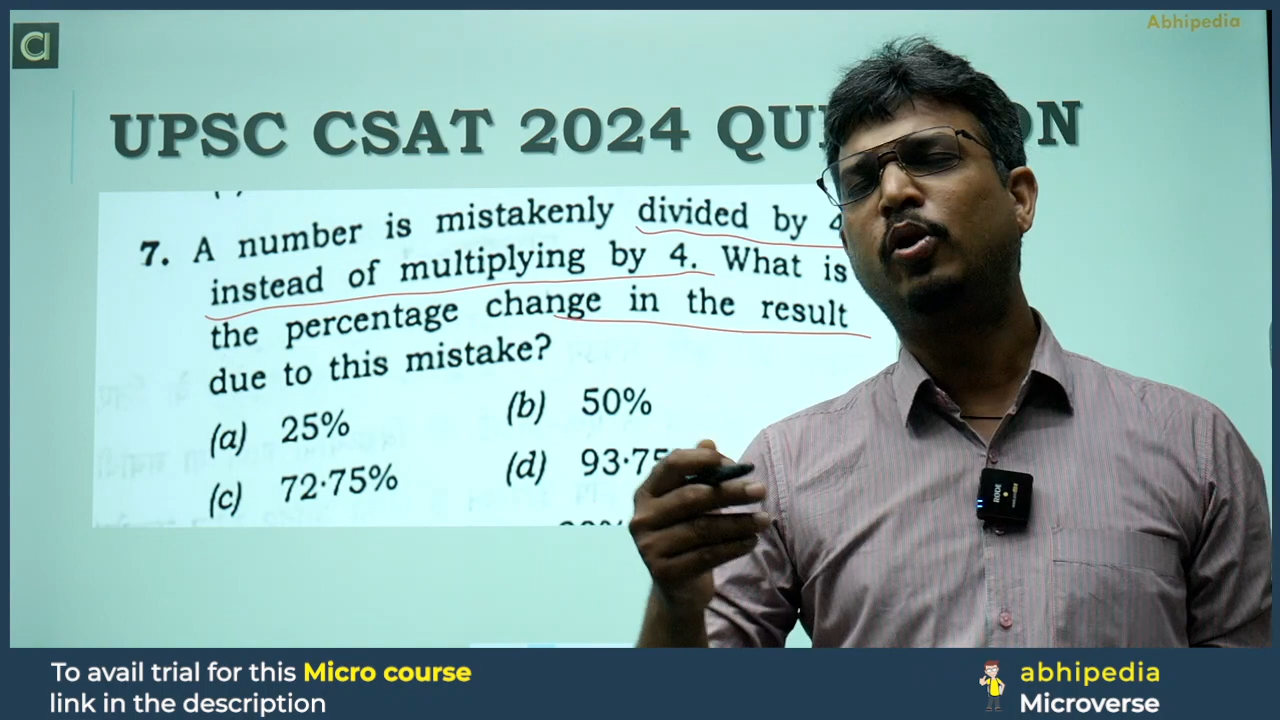 Abhipedia
UPSC CSAT 2024
7. A number is mistakenly divided by
instead of multiplying by 4. What is
the percentage change in the result
due to this mistake?
(a) 25%
(b) 50%
(c) 72·75%
(d) 93·75
RODE
To avail trial for this Micro course
link in the description
abhipedia
Microverse